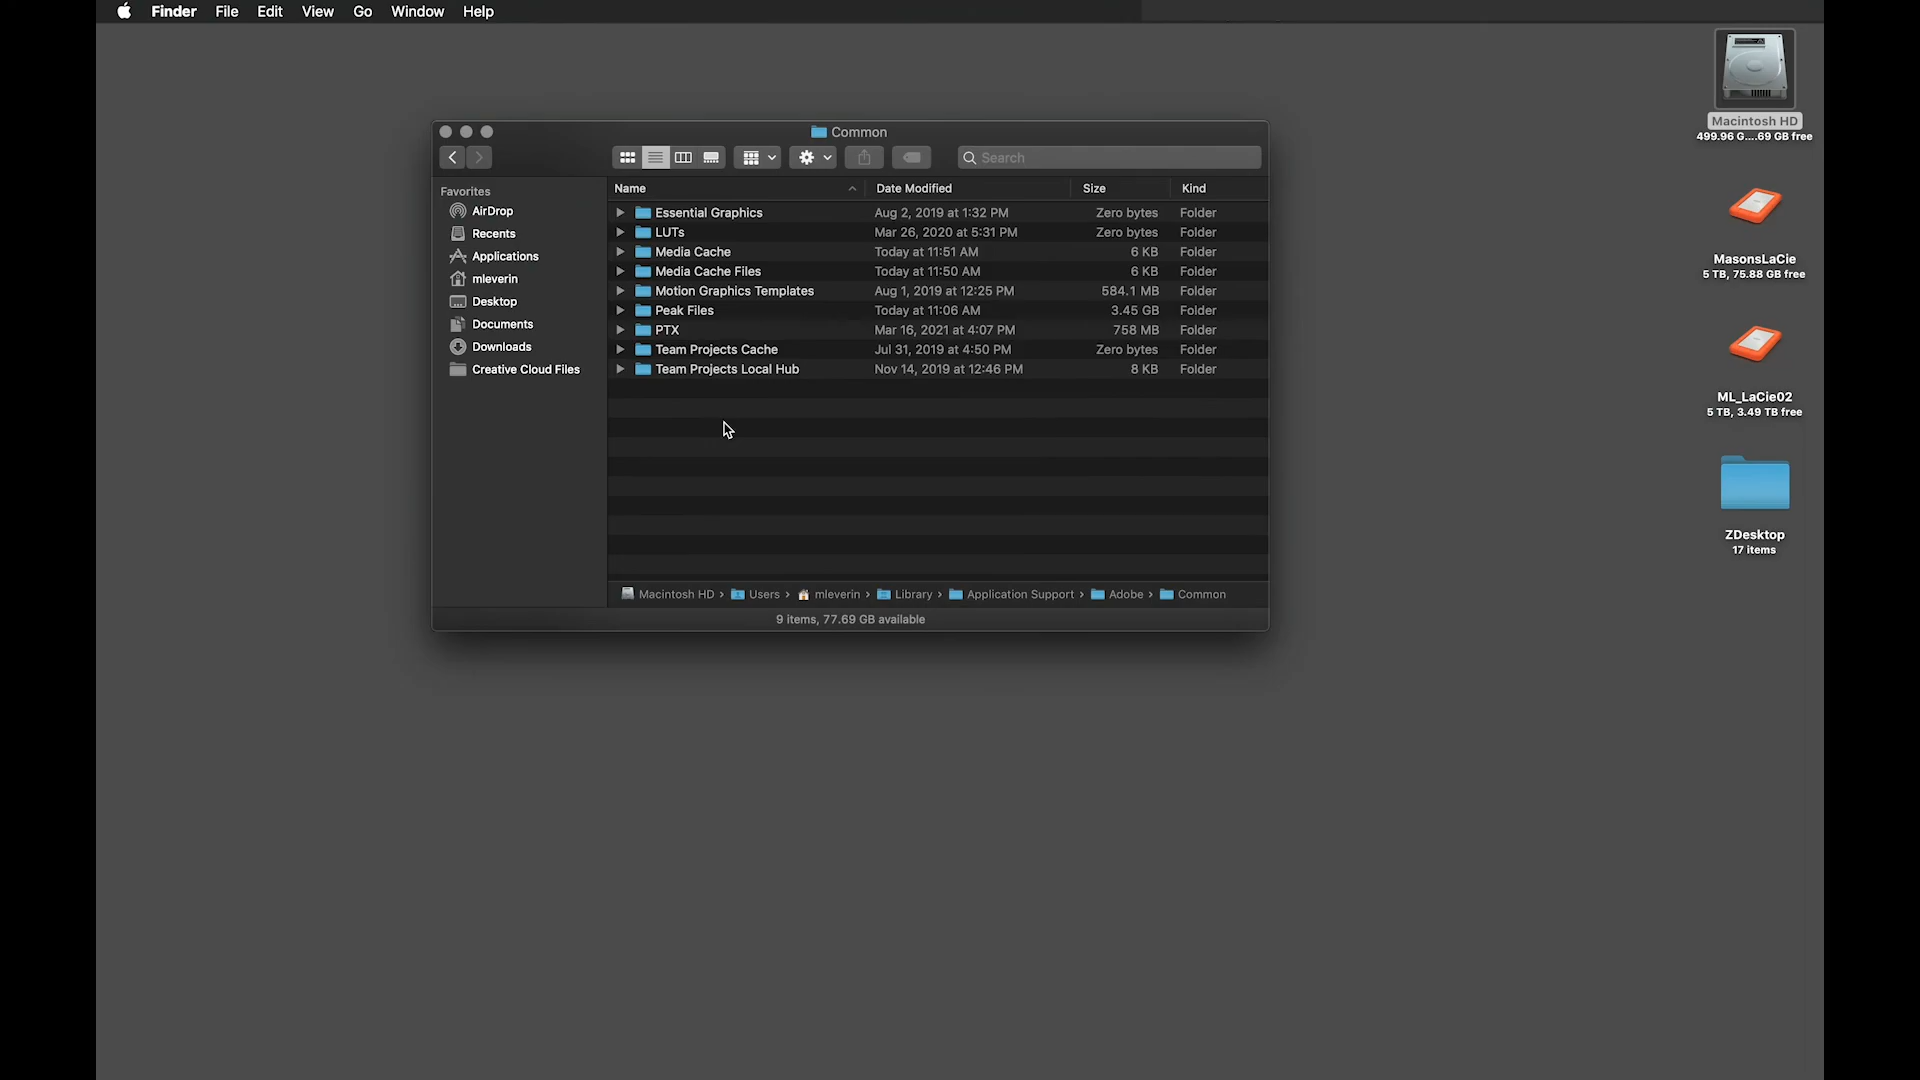 Finder File Edit View Go Window Help
Macintosh HD
499.96 G....69 GB free
MasonsLaCie
5 TB, 75.88 GB free
ML_LaCie02
5 TB, 3.49 TB free
ZDesktop
17 items
Common
Search
Favorites
AirDrop
Recents
Applications
mleverin
Desktop
Documents
Downloads
Creative Cloud Files
Name Date Modified Size Kind
Essential Graphics Aug 2, 2019 at 1:32 PM Zero bytes Folder
LUTs Mar 26, 2020 at 5:31 PM Zero bytes Folder
Media Cache Today at 11:51 AM 6 KB Folder
Media Cache Files Today at 11:50 AM 6 KB Folder
Motion Graphics Templates Aug 1, 2019 at 12:25 PM 584.1 MB Folder
Peak Files Today at 11:06 AM 3.45 GB Folder
PTX Mar 16, 2021 at 4:07 PM 758 MB Folder
Team Projects Cache Jul 31, 2019 at 4:50 PM Zero bytes Folder
Team Projects Local Hub Nov 14, 2019 at 12:46 PM 8 KB Folder
Macintosh HD › Users › mleverin › Library › Application Support › Adobe › Common
9 items, 77.69 GB available